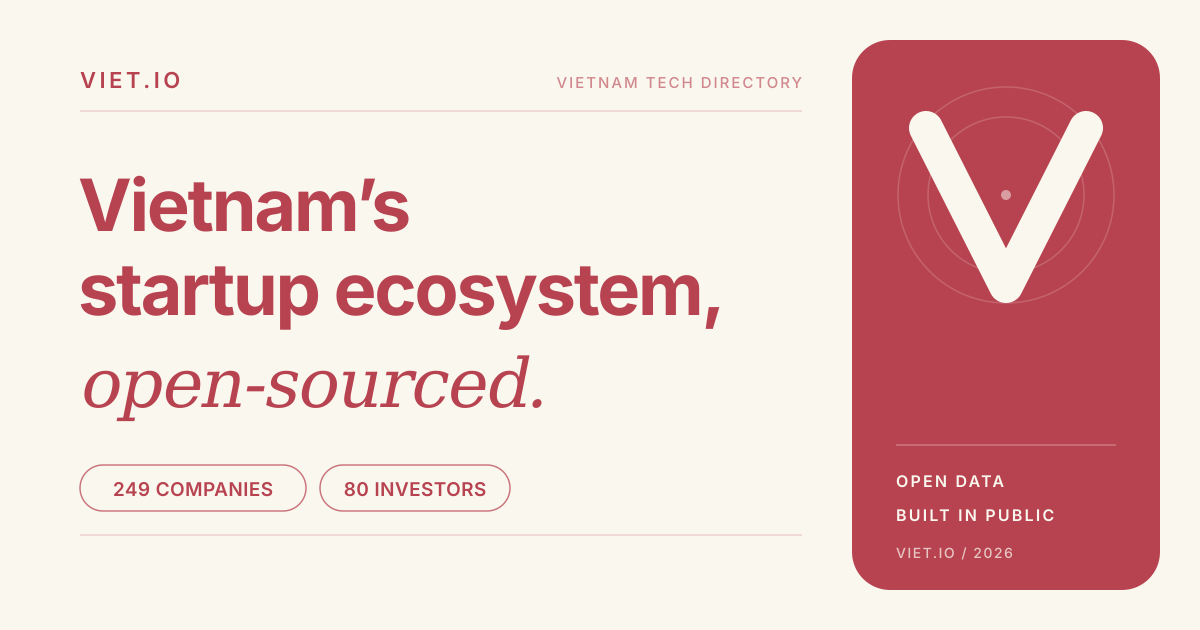 VIET.IO
VIETNAM TECH DIRECTORY
Vietnam’s
startup ecosystem,
open-sourced.
249 COMPANIES
80 INVESTORS
V
OPEN DATA
BUILT IN PUBLIC
VIET.IO / 2026